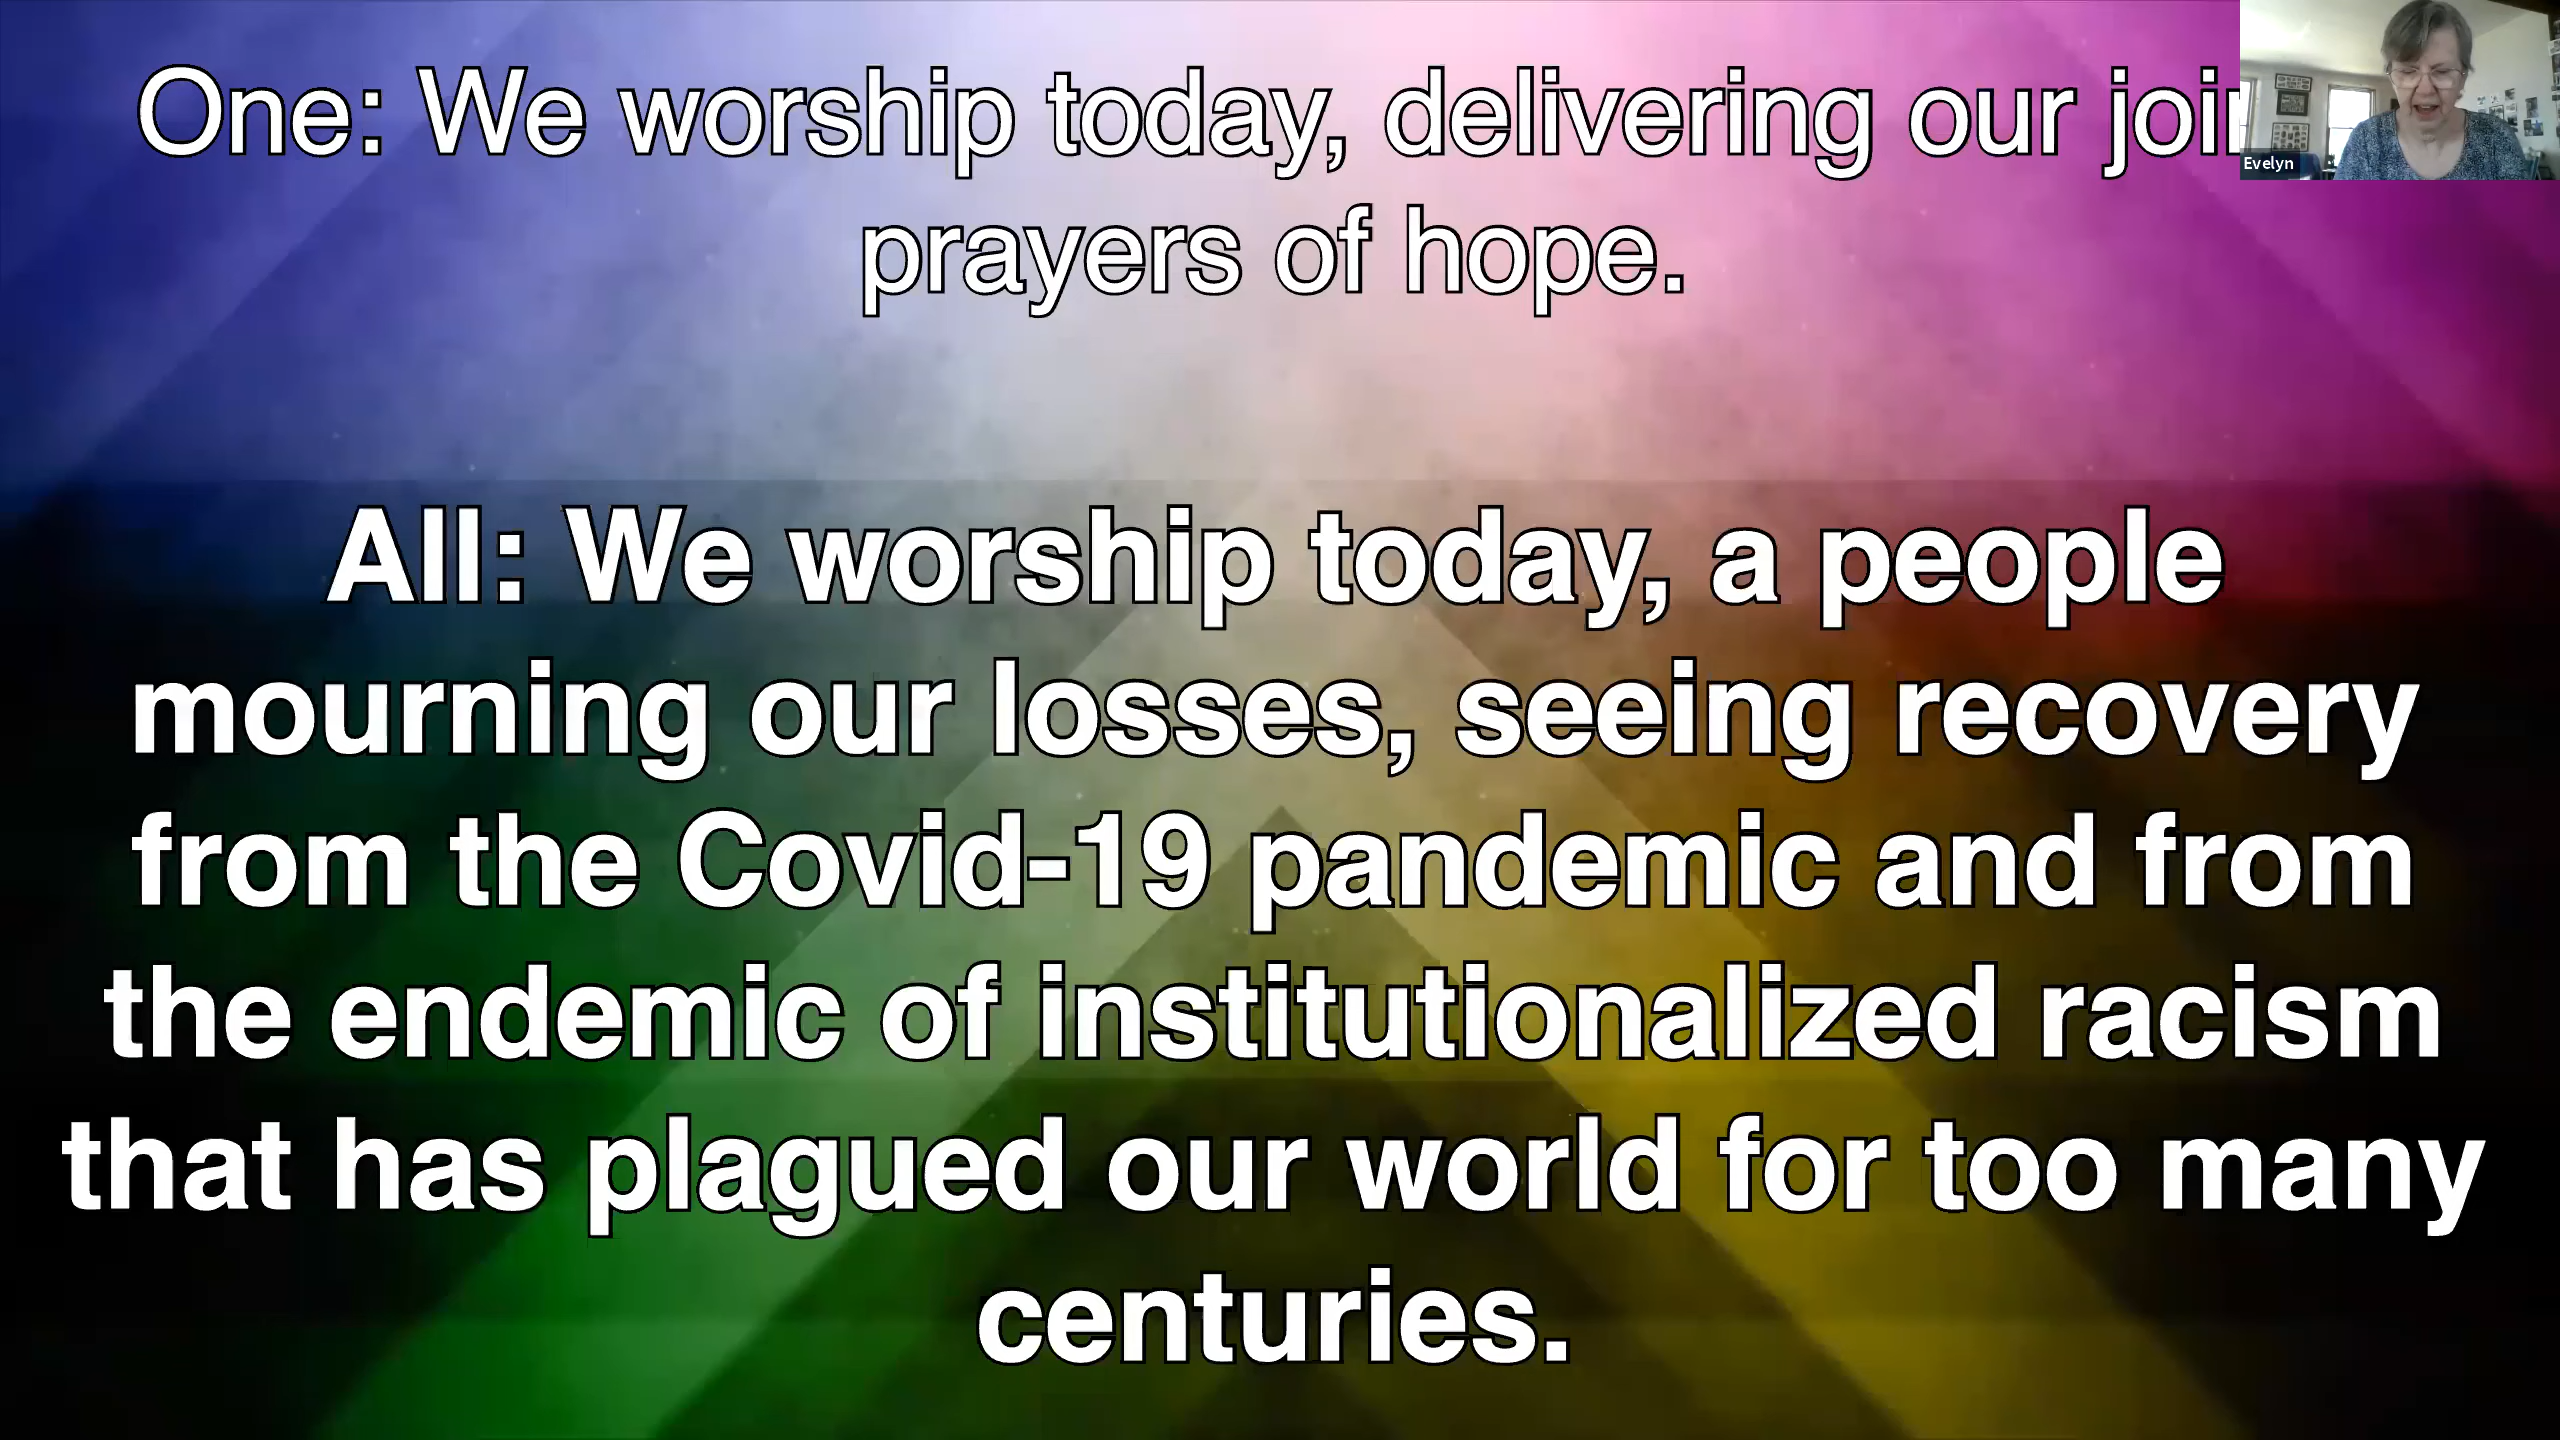 One: We worship today, delivering our
prayers of hope.
All: We worship today, a people
mourning our losses, seeing recovery
from the Covid-19 pandemic and from
the endemic of institutionalized racism
that has plagued our world for too many
centuries.
Evelyn